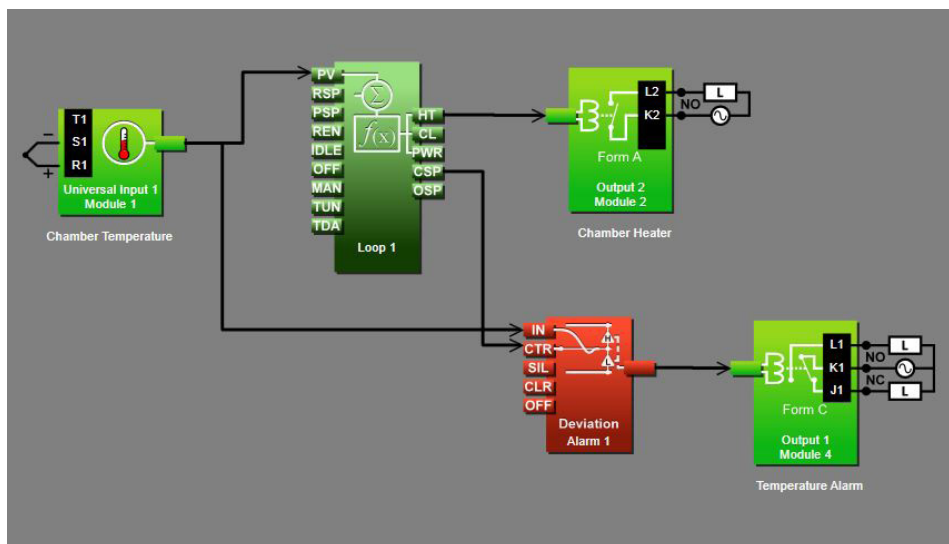 T1
S1
R1
–
+
Universal Input 1
Module 1
Chamber Temperature
PV
RSP
PSP
REN
IDLE
OFF
MAN
TUN
TDA
Σ
f(x)
HT
CL
PWR
CSP
OSP
Loop 1
L2
K2
NO
L
Form A
Output 2
Module 2
Chamber Heater
IN
CTR
SIL
CLR
OFF
H
L
Deviation
Alarm 1
L1
K1
J1
NO
NC
L
L
Form C
Output 1
Module 4
Temperature Alarm